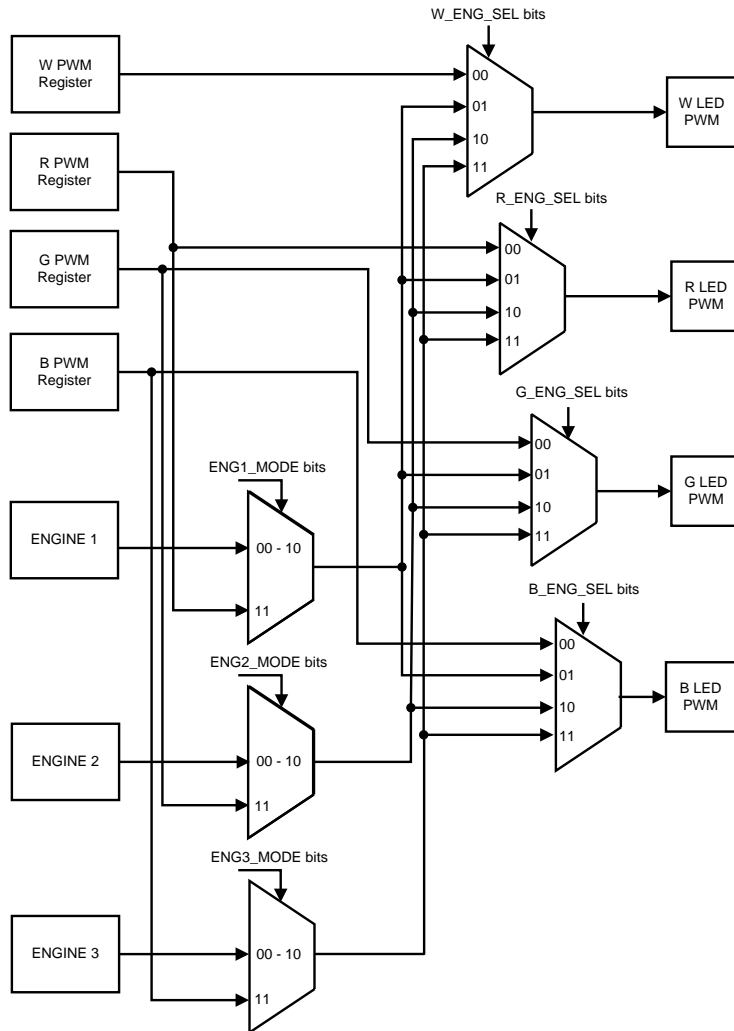 W_ENG_SEL bits
W PWM
Register
00
01
10
11
W LED
PWM
R PWM
Register
R_ENG_SEL bits
00
01
10
11
R LED
PWM
G PWM
Register
B PWM
Register
G_ENG_SEL bits
00
01
10
11
G LED
PWM
ENG1_MODE bits
ENGINE 1
00 - 10
11
B_ENG_SEL bits
00
01
10
11
B LED
PWM
ENG2_MODE bits
ENGINE 2
00 - 10
11
ENG3_MODE bits
ENGINE 3
00 - 10
11